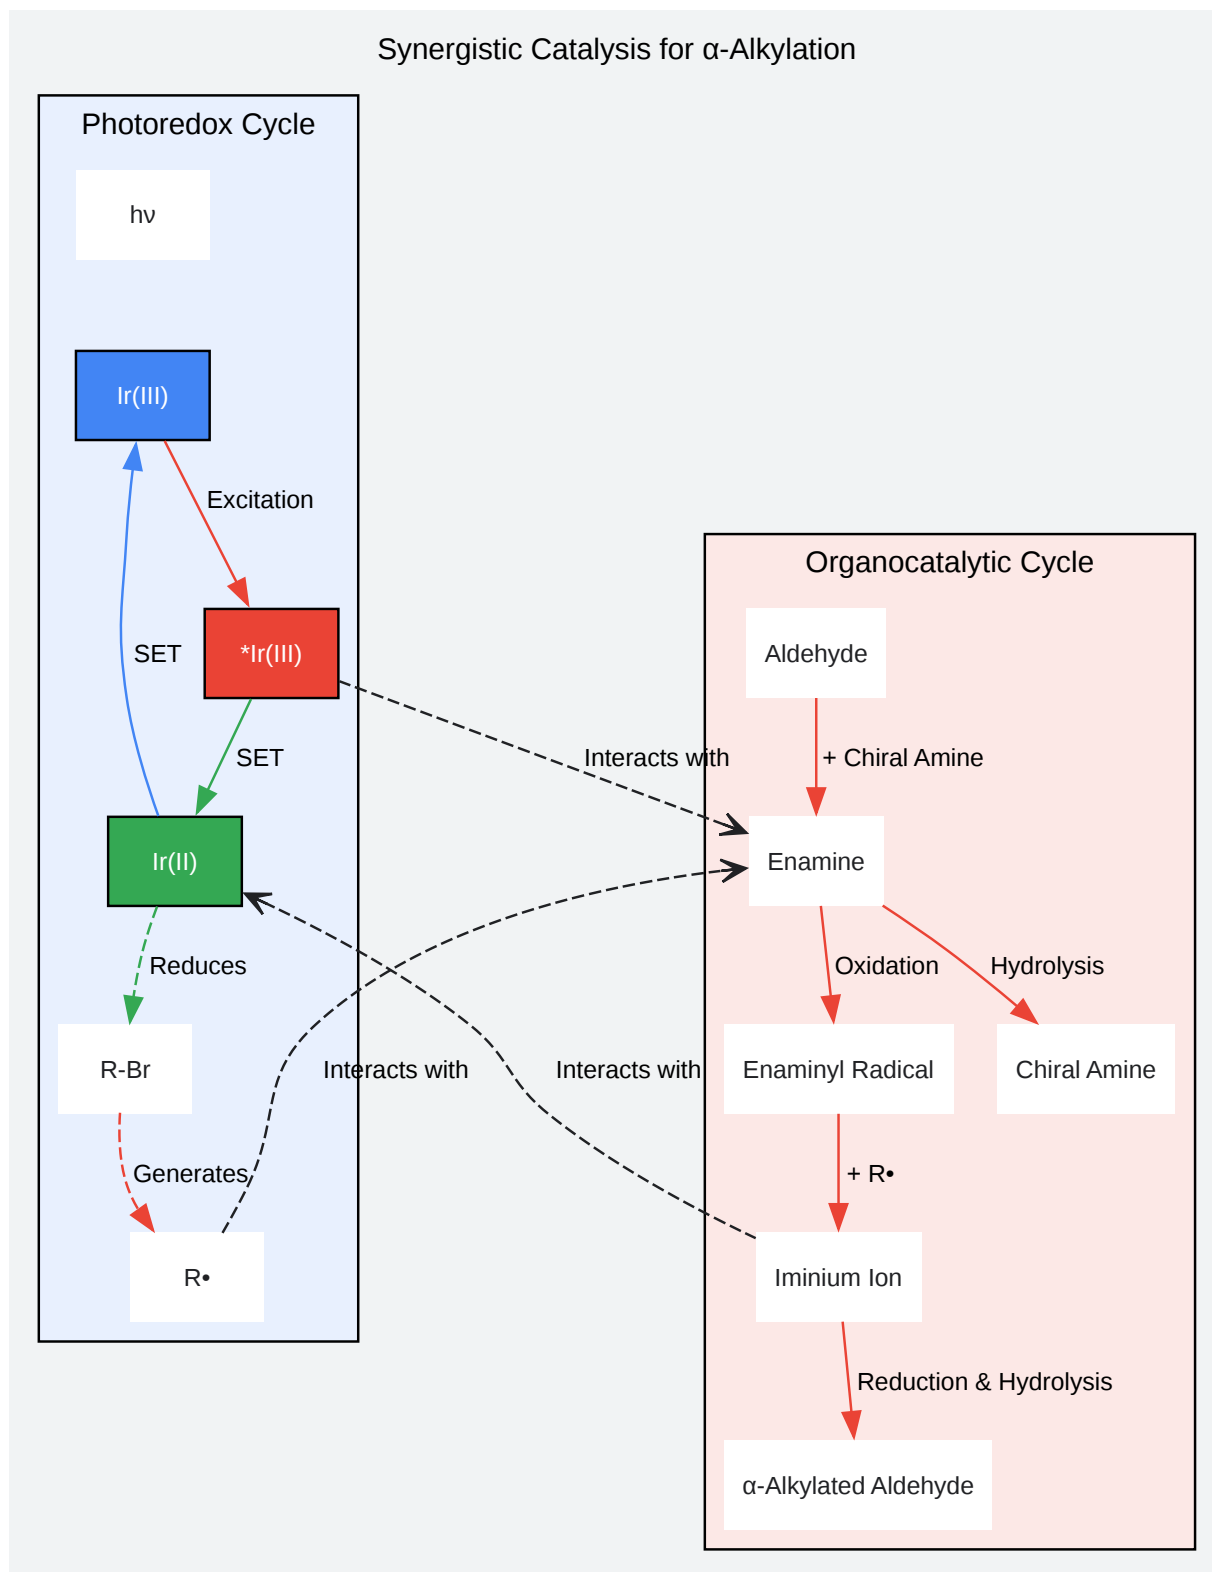 Synergistic Catalysis for α-Alkylation
Photoredox Cycle
hν
Ir(III)
Excitation
*Ir(III)
SET
SET
Ir(II)
Reduces
R-Br
Generates
R•
Interacts with
Interacts with
Interacts with
Organocatalytic Cycle
Aldehyde
+ Chiral Amine
Enamine
Oxidation
Hydrolysis
Enaminyl Radical
Chiral Amine
+ R•
Iminium Ion
Reduction & Hydrolysis
α-Alkylated Aldehyde